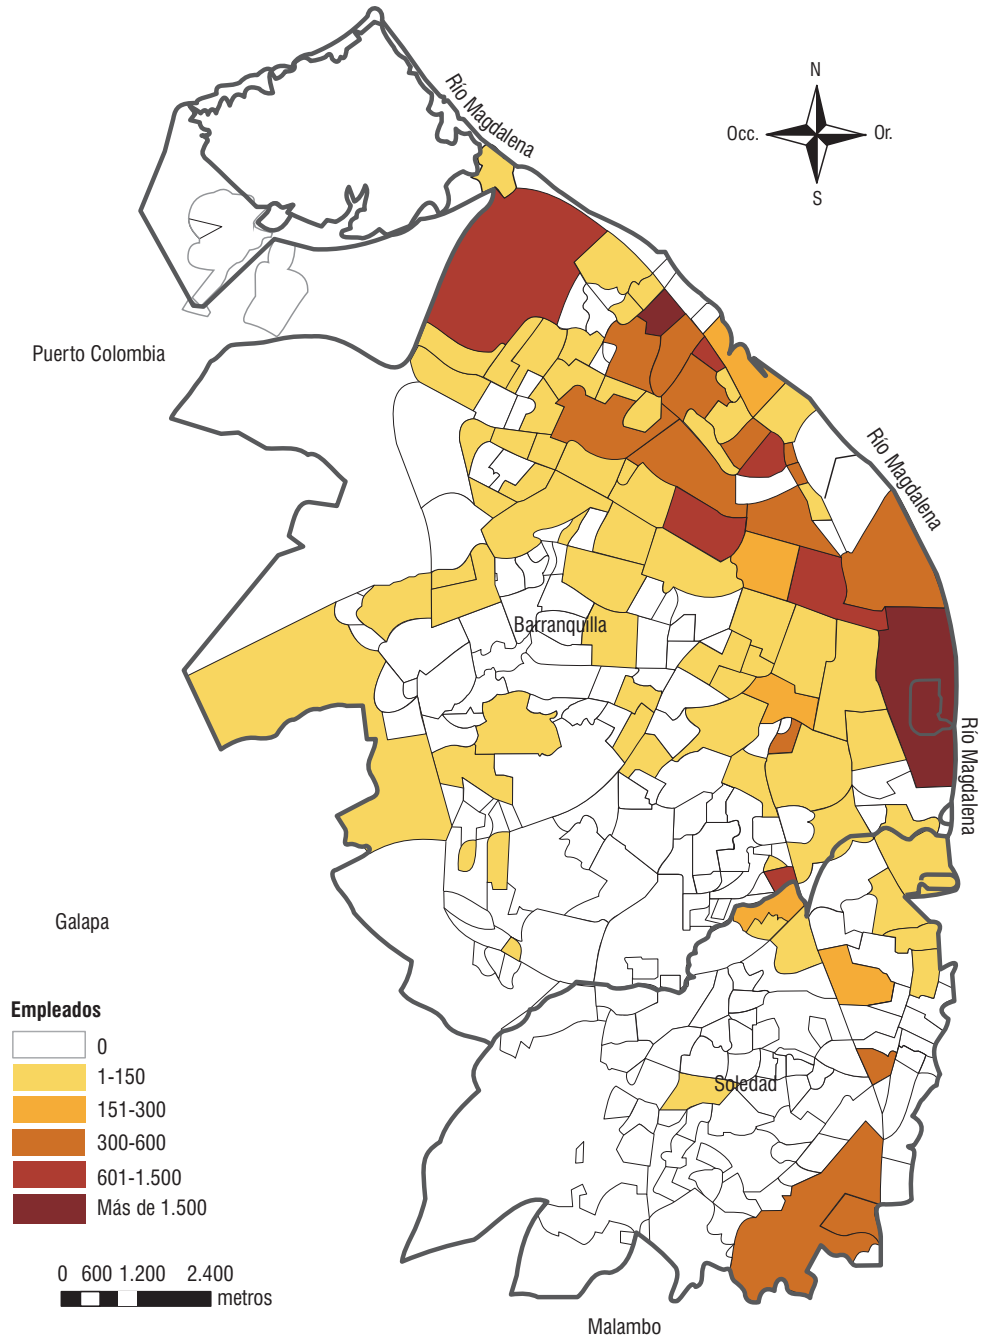 Río Magdalena
N
Occ.
Or.
S
Puerto Colombia
Río Magdalena
Barranquilla
Río Magdalena
Galapa
Empleados
0
1-150
151-300
300-600
601-1.500
Más de 1.500
Soledad
0 600 1.200 2.400
metros
Malambo